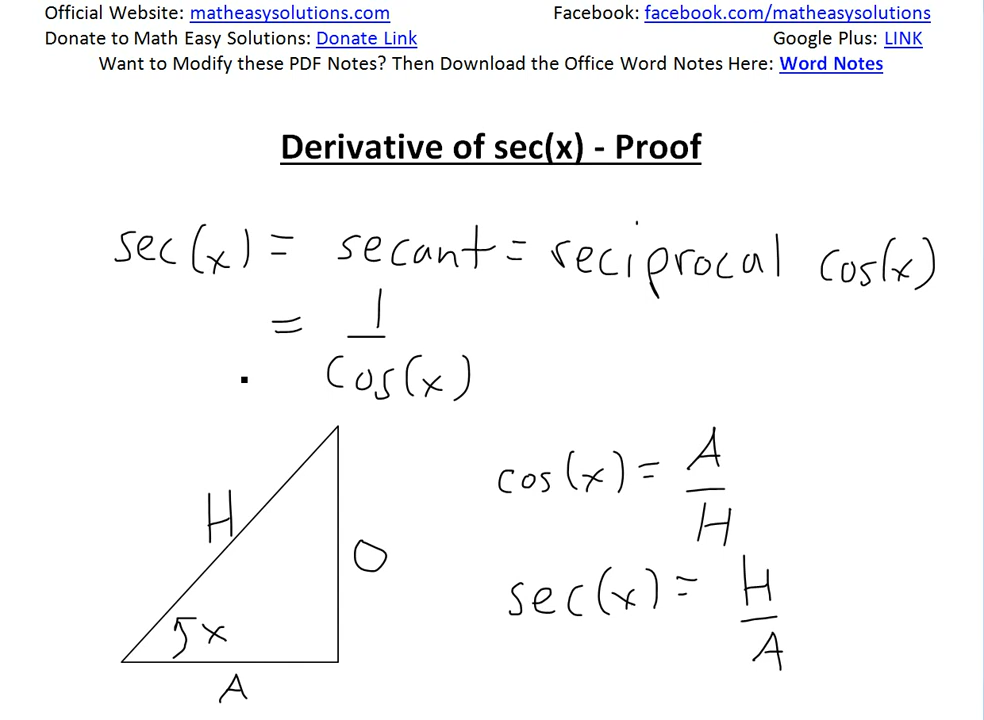 Official Website: matheasysolutions.com Facebook: facebook.com/matheasysolutions
Donate to Math Easy Solutions: Donate Link Google Plus: LINK
Want to Modify these PDF Notes? Then Download the Office Word Notes Here: Word Notes
Derivative of sec(x) - Proof
sec(x) = secant = reciprocal cos(x)
= 1
cos(x)
cos(x) = A
H
H
O
sec(x) = H
A
5x
A